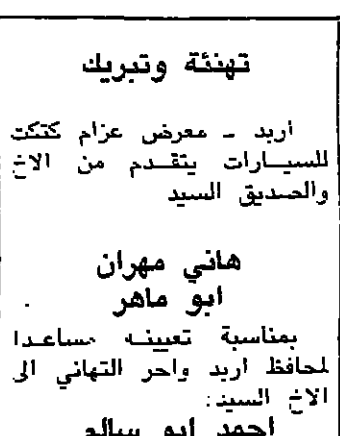 تهنئة وتبريك
اربد - معرض عزام كتكت
للسيارات يتقدم من الاخ
والصديق السيد
هاني مهران
ابو ماهر
بمناسبة تعيينه مساعدا
لمحافظ اربد واحر التهاني الى
الاخ السيد:
احمد ابو سالم